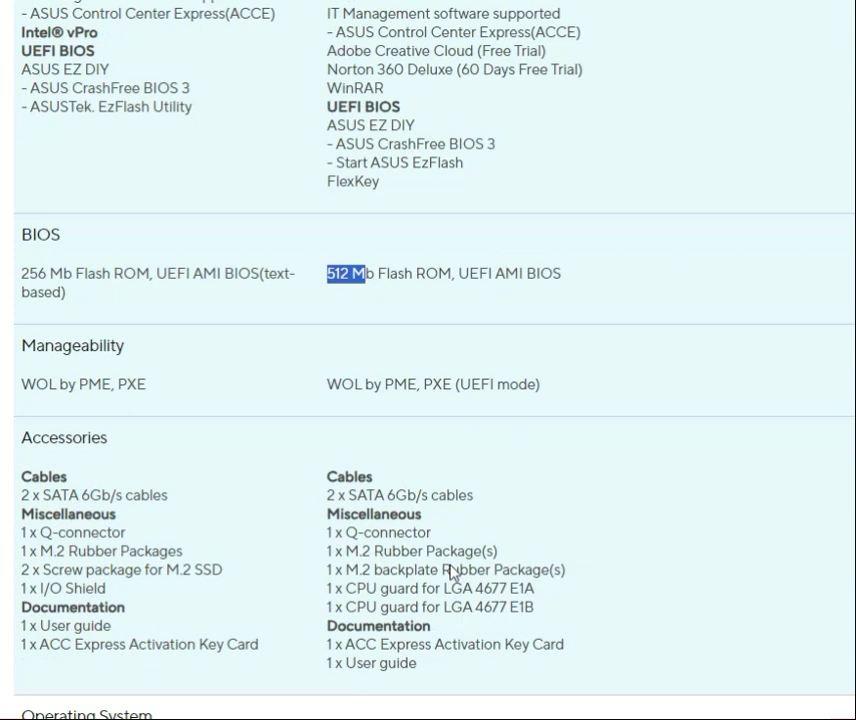 - ASUS Control Center Express(ACCE)
Intel® vPro
UEFI BIOS
ASUS EZ DIY
- ASUS CrashFree BIOS 3
- ASUSTek. EzFlash Utility
IT Management software supported
- ASUS Control Center Express(ACCE)
Adobe Creative Cloud (Free Trial)
Norton 360 Deluxe (60 Days Free Trial)
WinRAR
UEFI BIOS
ASUS EZ DIY
- ASUS CrashFree BIOS 3
- Start ASUS EzFlash
FlexKey
BIOS
256 Mb Flash ROM, UEFI AMI BIOS(text-
based)
512 Mb Flash ROM, UEFI AMI BIOS
Manageability
WOL by PME, PXE
WOL by PME, PXE (UEFI mode)
Accessories
Cables
2 x SATA 6Gb/s cables
Miscellaneous
1 x Q-connector
1 x M.2 Rubber Packages
2 x Screw package for M.2 SSD
1 x I/O Shield
Documentation
1 x User guide
1 x ACC Express Activation Key Card
Cables
2 x SATA 6Gb/s cables
Miscellaneous
1 x Q-connector
1 x M.2 Rubber Package(s)
1 x M.2 backplate Rubber Package(s)
1 x CPU guard for LGA 4677 E1A
1 x CPU guard for LGA 4677 E1B
Documentation
1 x ACC Express Activation Key Card
1 x User guide
Operating System